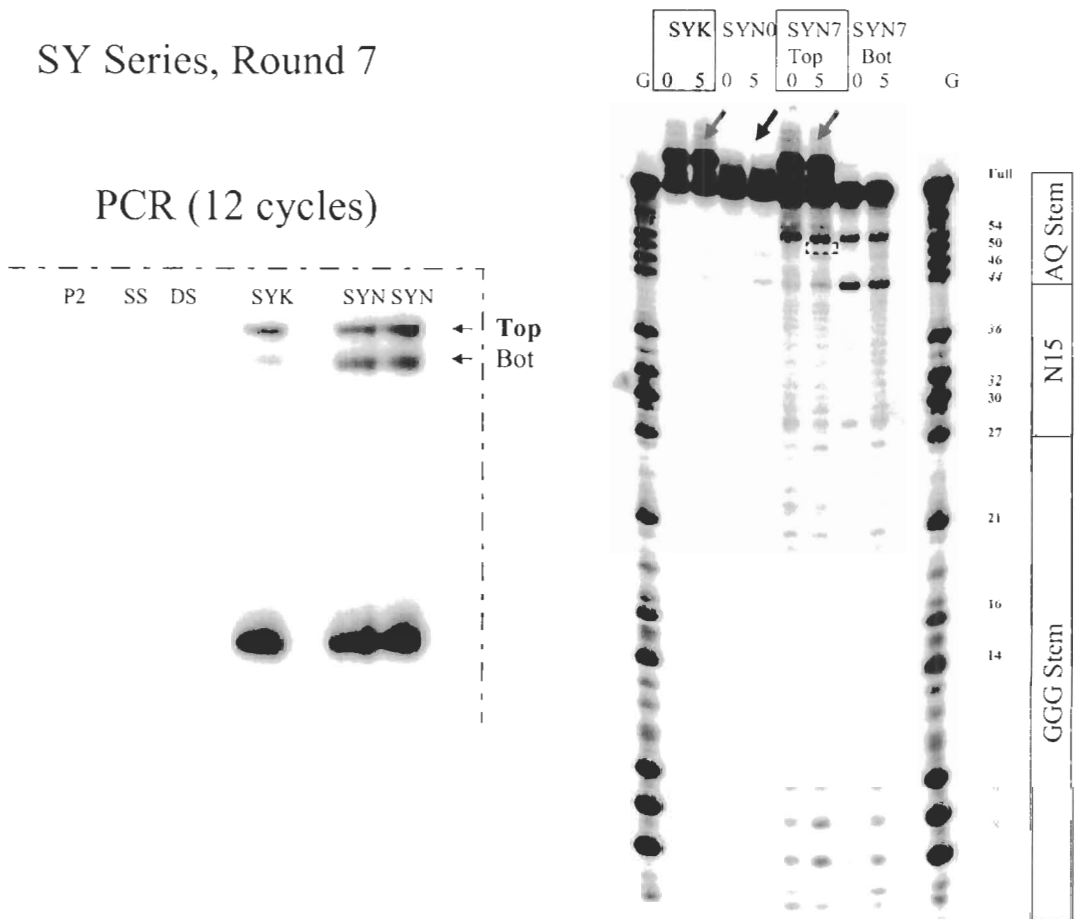 SY Series, Round 7
PCR (12 cycles)
P2 SS DS SYK SYN SYN
Top
Bot
SYK SYN0 SYN7 SYN7
Top Bot
G 0 5 0 5 0 5 0 5 G
Full
54
50
46
44
36
32
30
27
21
16
14
AQ Stem
N15
GGG Stem